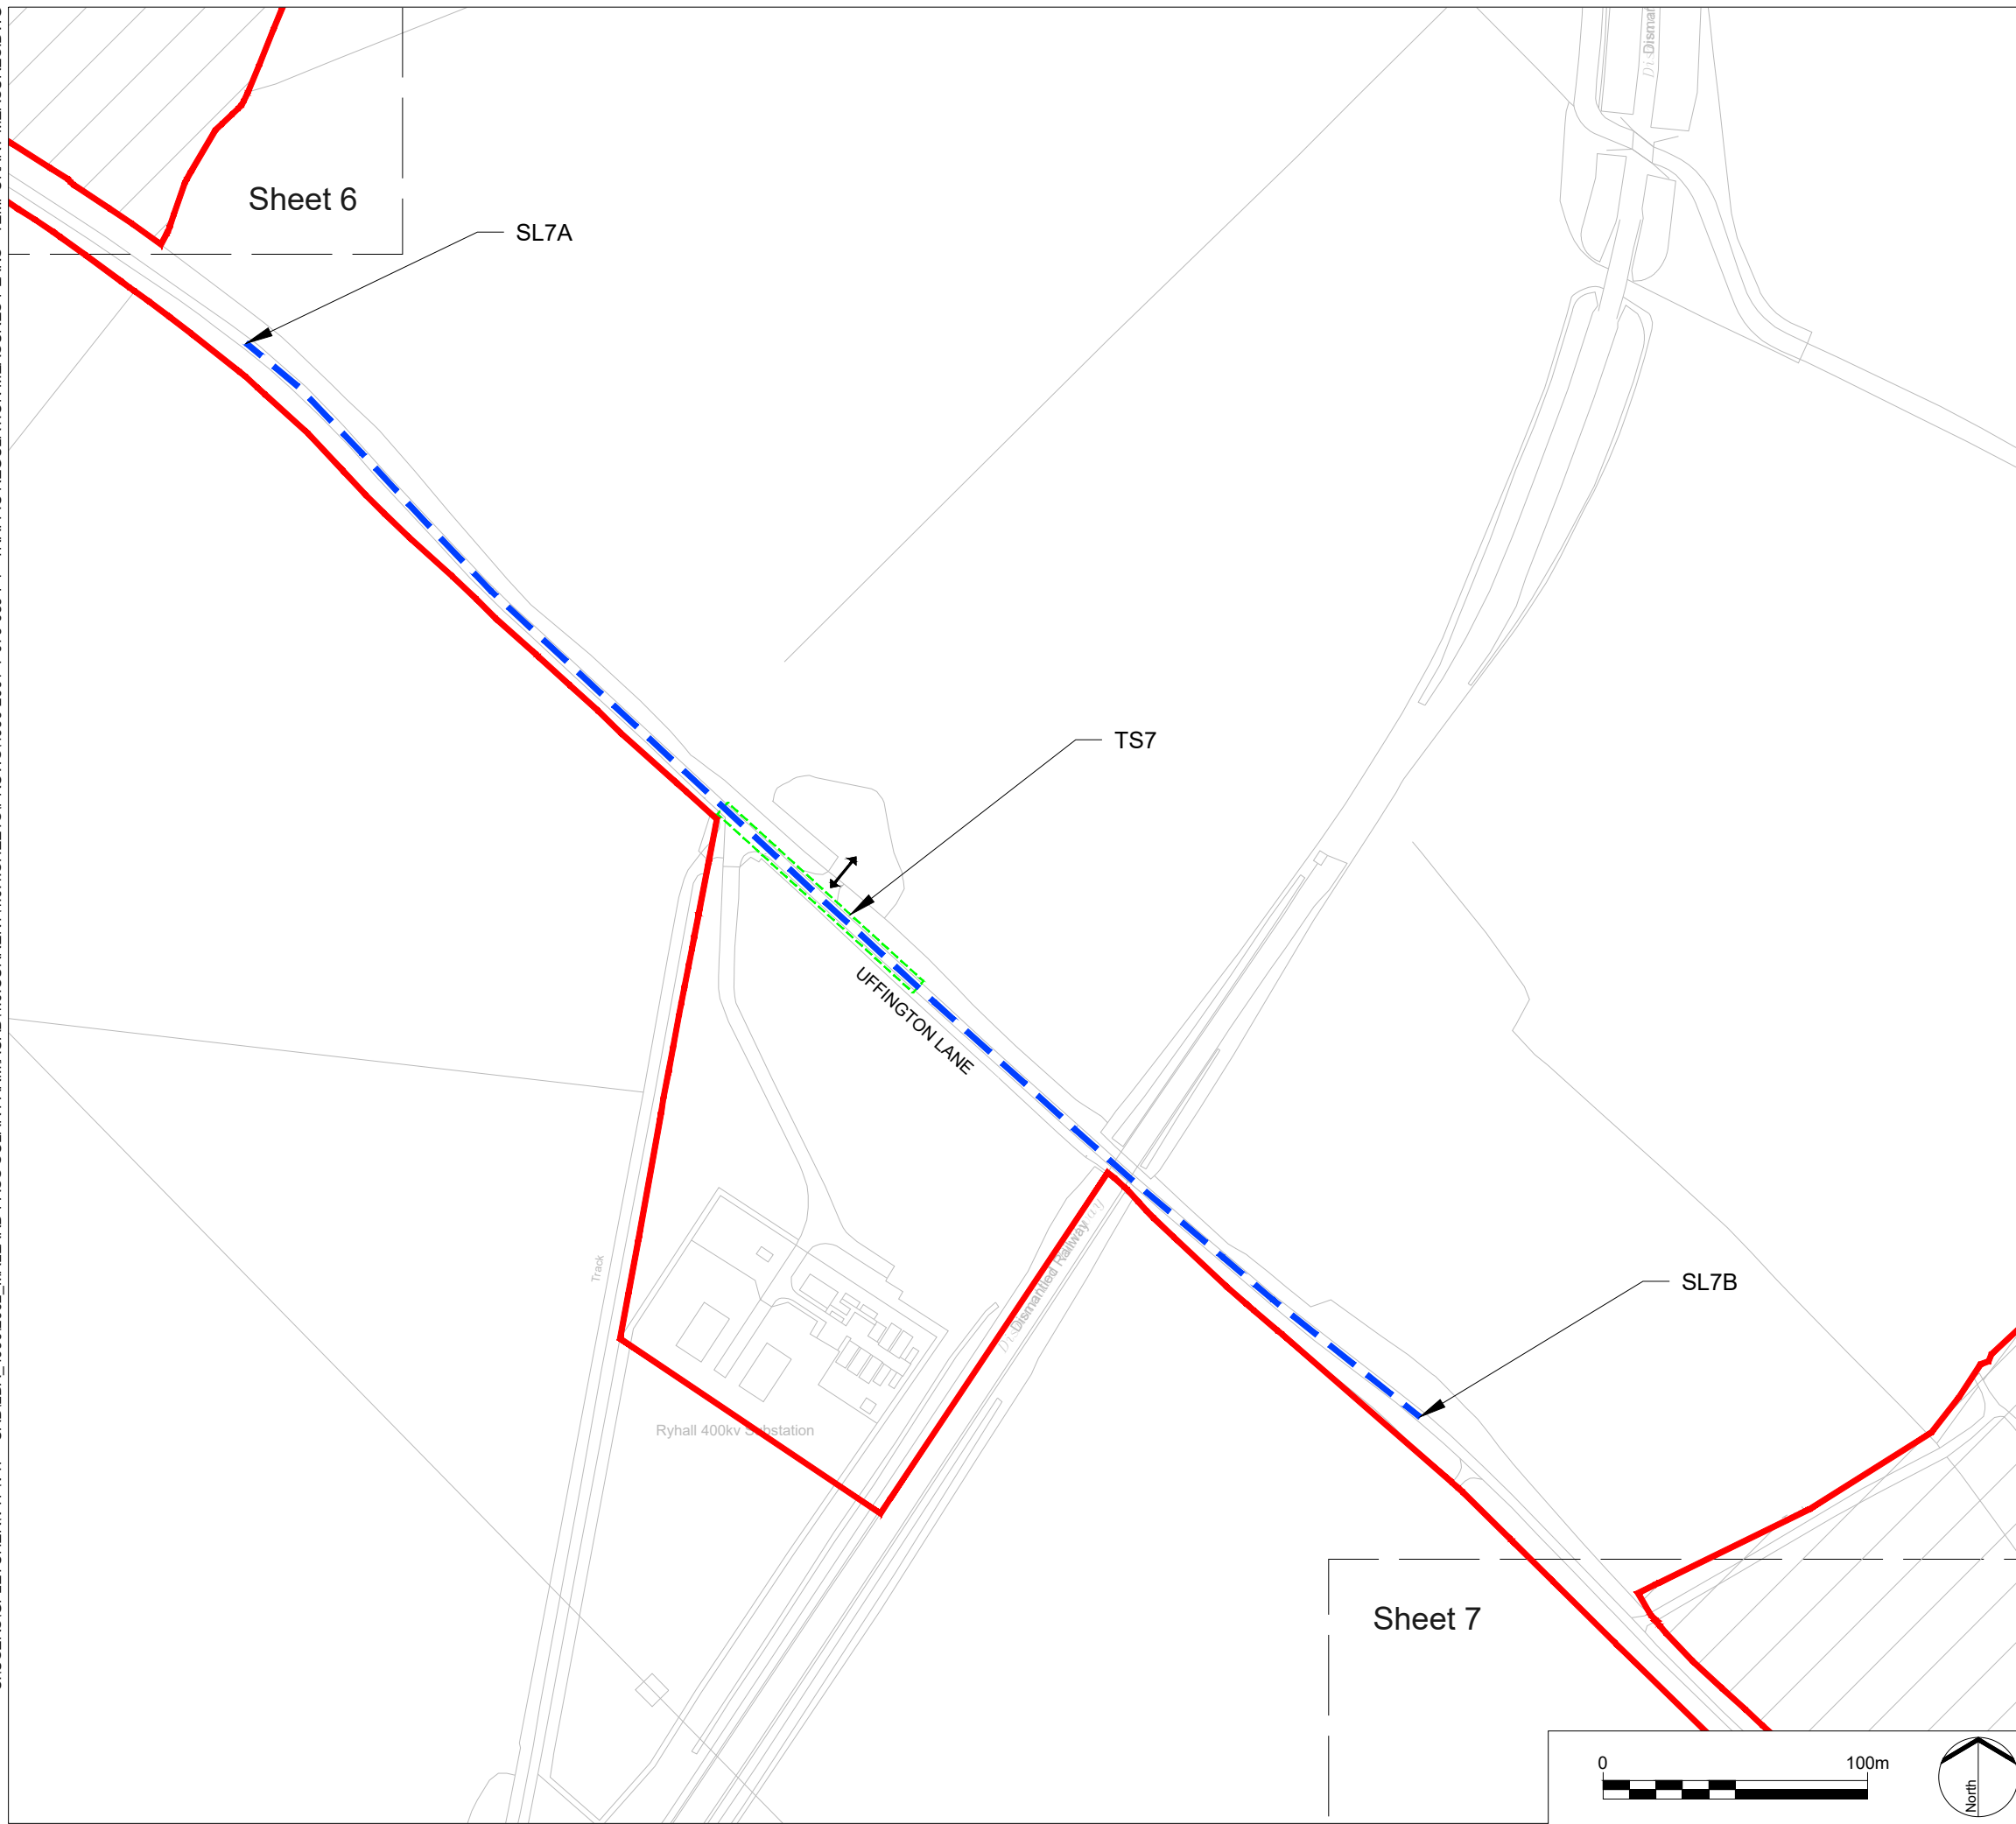 Sheet 6
SL7A
TS7
UFFINGTON LANE
Track
Dismantled Railway
SL7B
Ryhall 400kv Substation
Sheet 7
0 100m
North